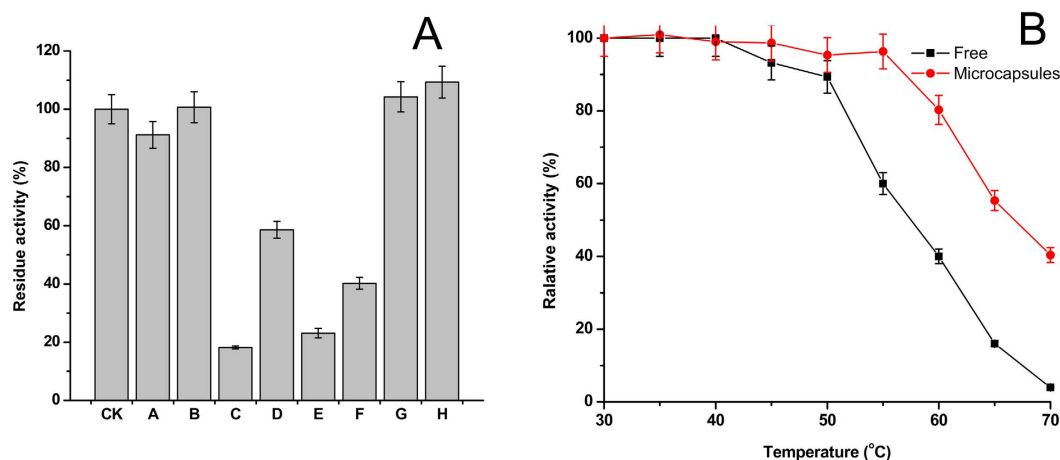 A
Residue activity (%)
120
100
80
60
40
20
0
CK A B C D E F G H
B
Free
Microcapsules
Ralative activity (%)
100
80
60
40
20
0
30 40 50 60 70
Temperature (°C)